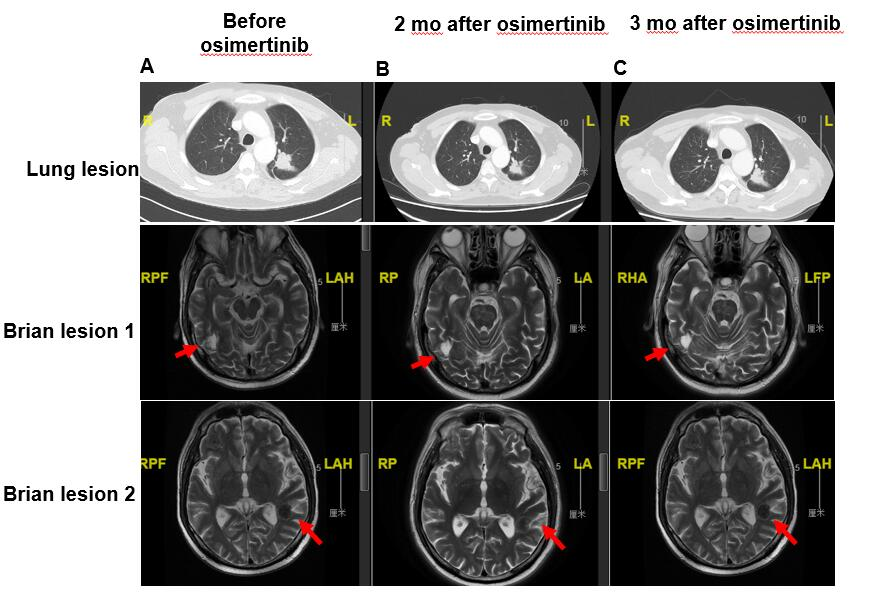 Before
osimertinib
2 mo after osimertinib
3 mo after osimertinib
A
B
C
R
L
R
10
L
R
10
L
Lung lesion
米
RPF
5
LAH
厘米
RP
5
LA
厘米
RHA
5
LFP
厘米
Brian lesion 1
RPF
5
LAH
厘米
RP
5
LA
厘米
RPF
5
LAH
厘米
Brian lesion 2